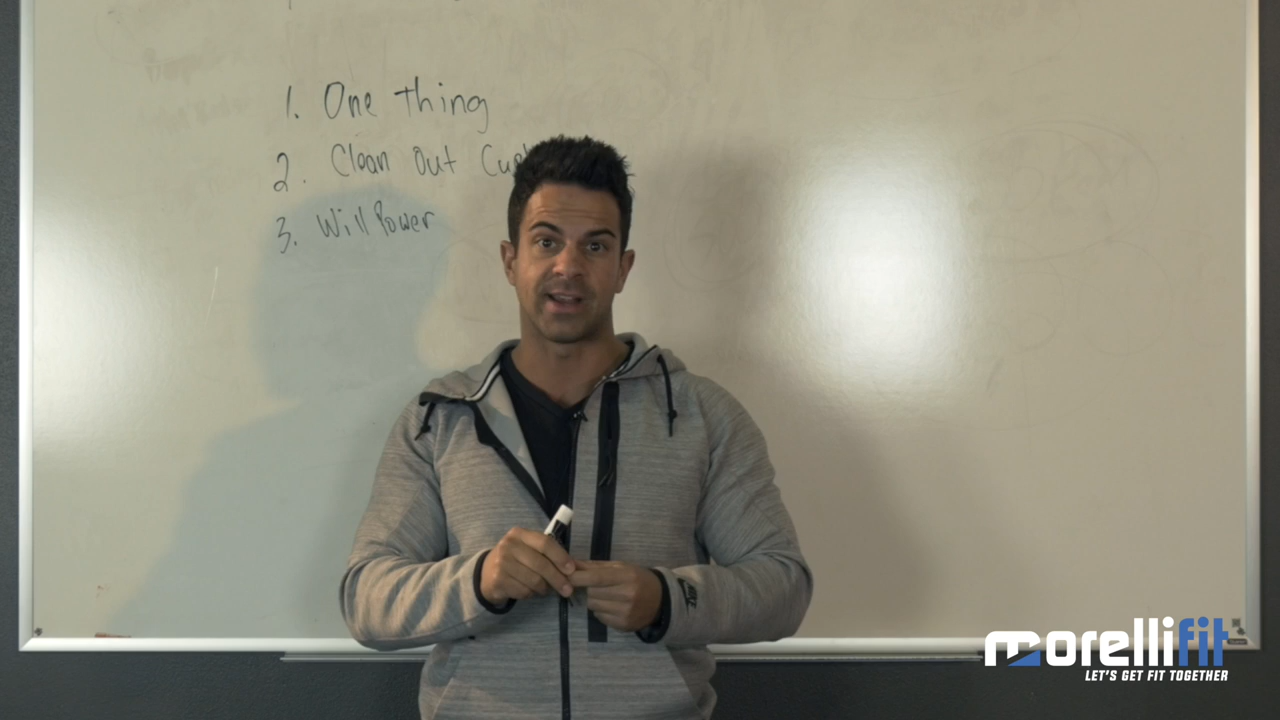 1. One thing
2. Clean Out
3. Will Power
morellifit
LET'S GET FIT TOGETHER